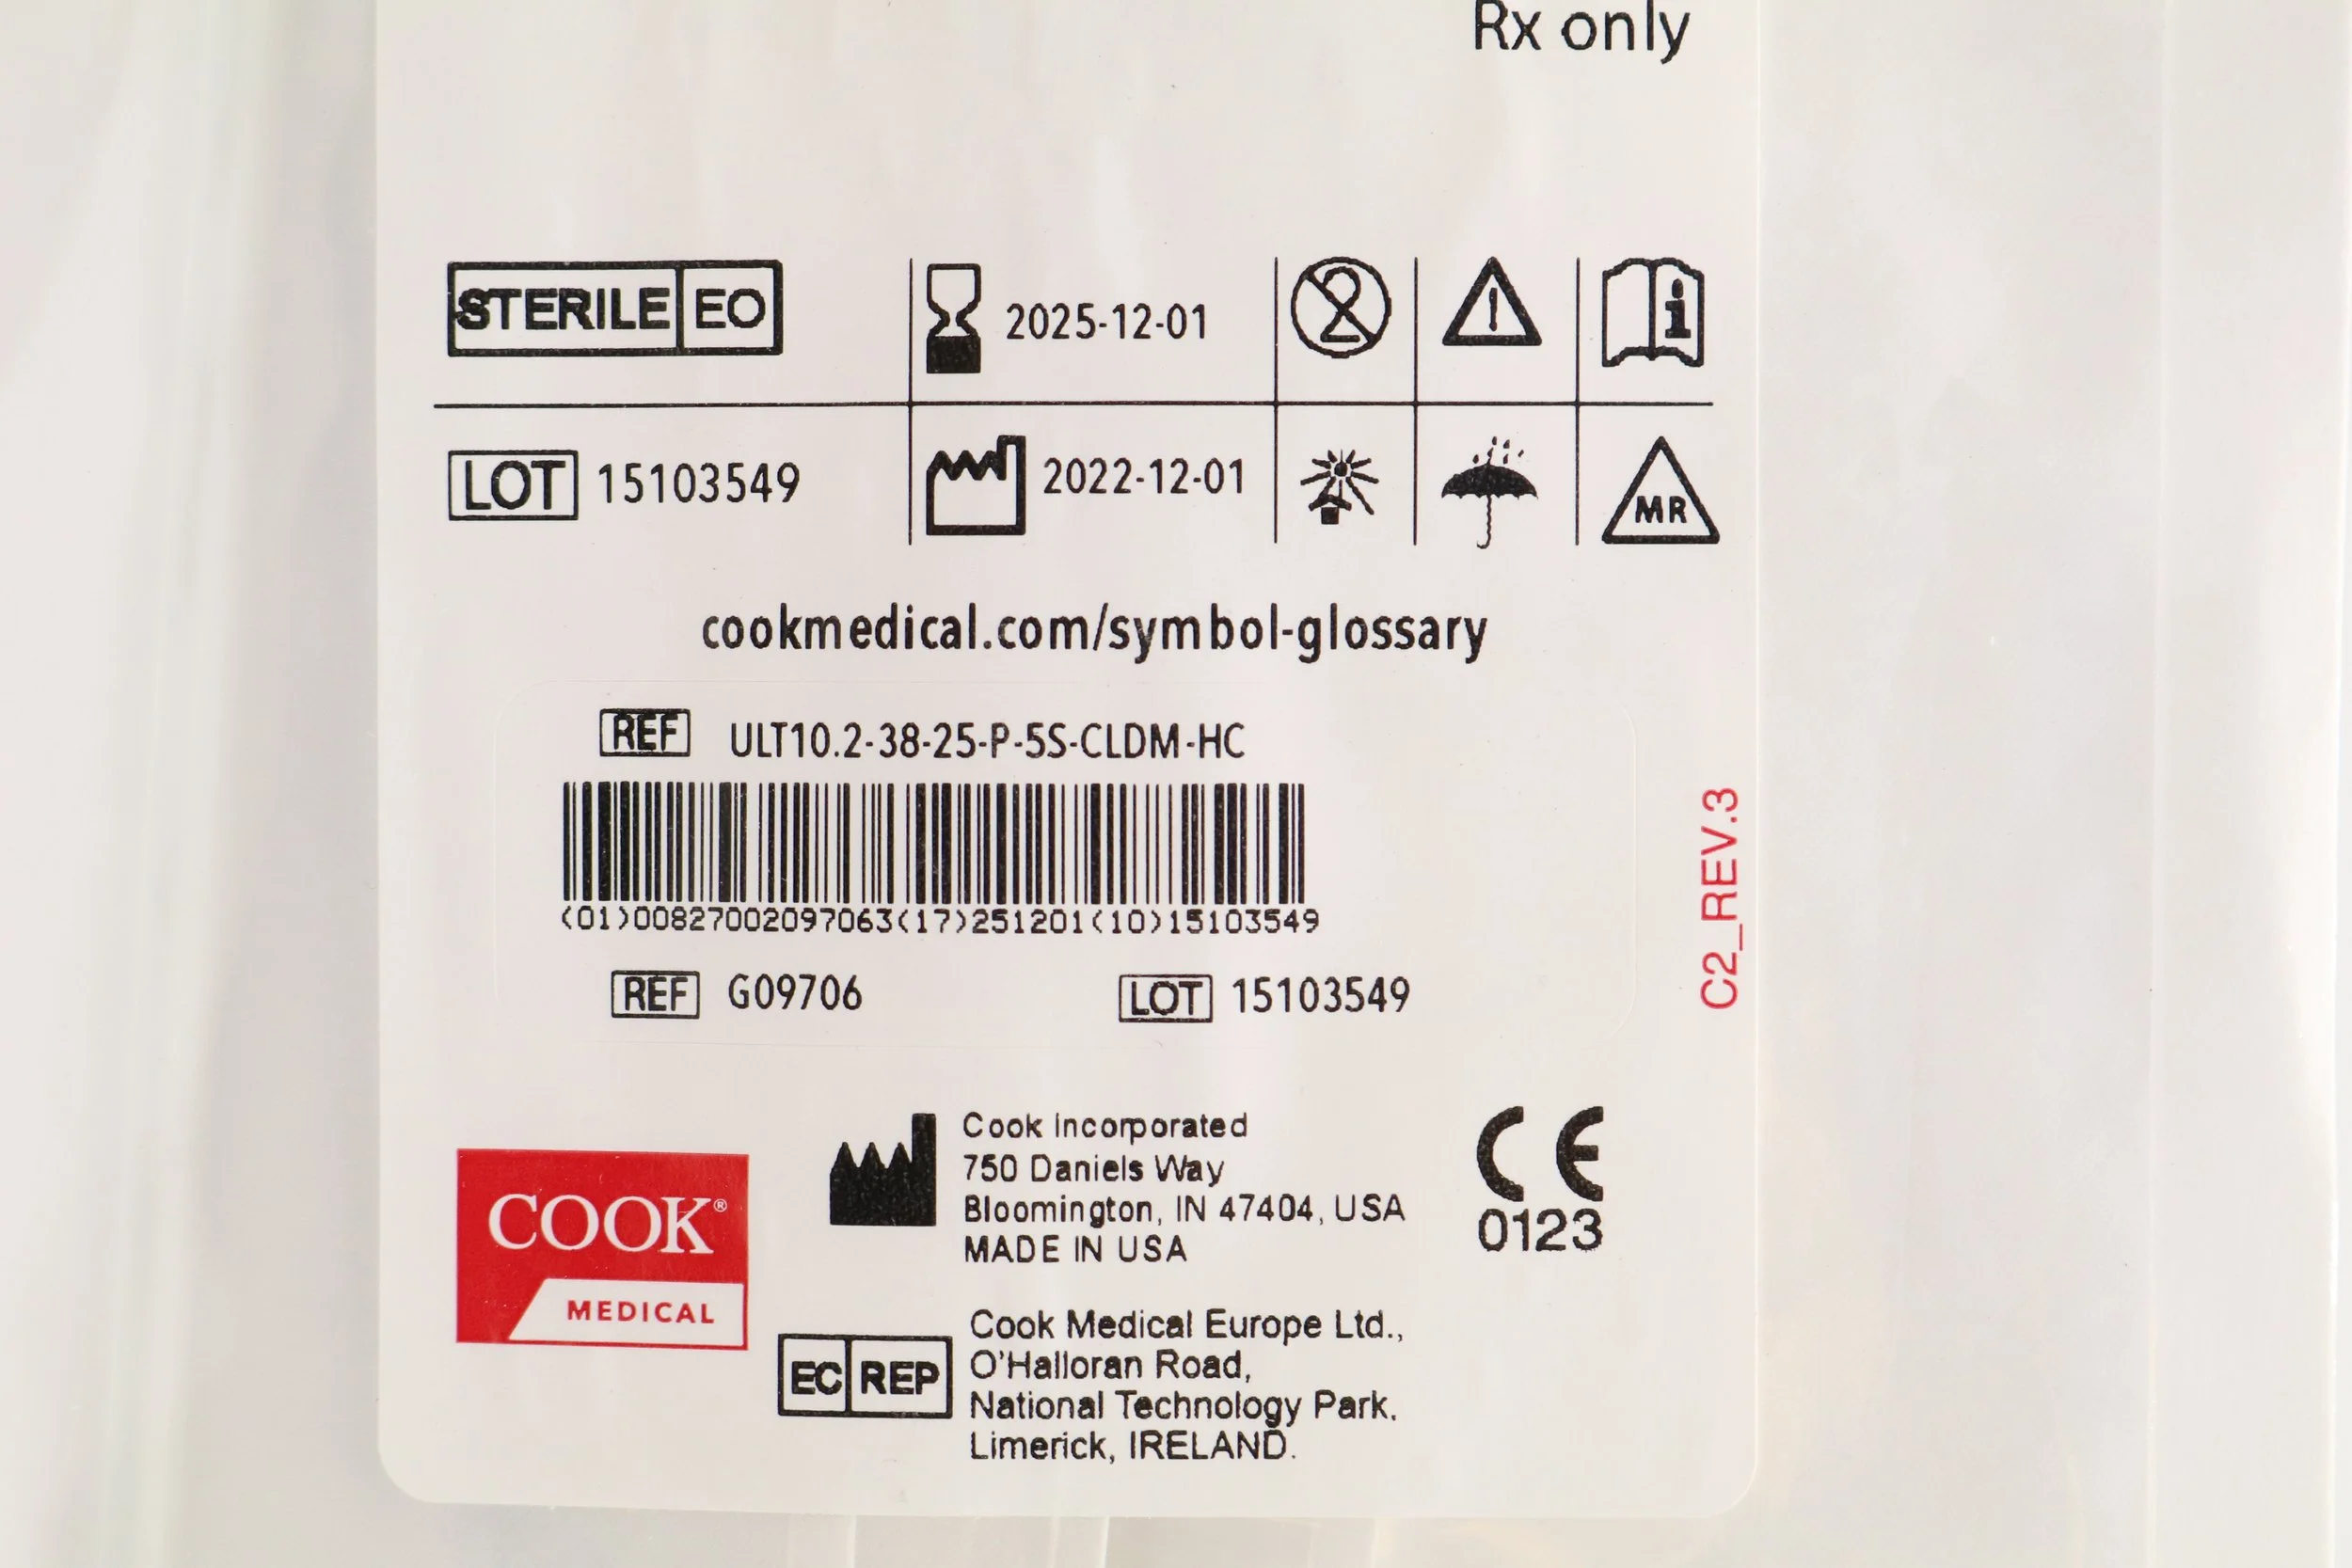 Rx only
STERILE EO
2025-12-01
2
LOT 15103549
2022-12-01
MR
cookmedical.com/symbol-glossary
REF ULT10.2-38-25-P-5S-CLDM-HC
(01)00827002097063(17)251201(10)15103549
REF G09706
LOT 15103549
C2_REV.3
COOK®
MEDICAL
Cook Incorporated
750 Daniels Way
Bloomington, IN 47404, USA
MADE IN USA
CE
0123
EC REP
Cook Medical Europe Ltd.,
O'Halloran Road,
National Technology Park,
Limerick, IRELAND.